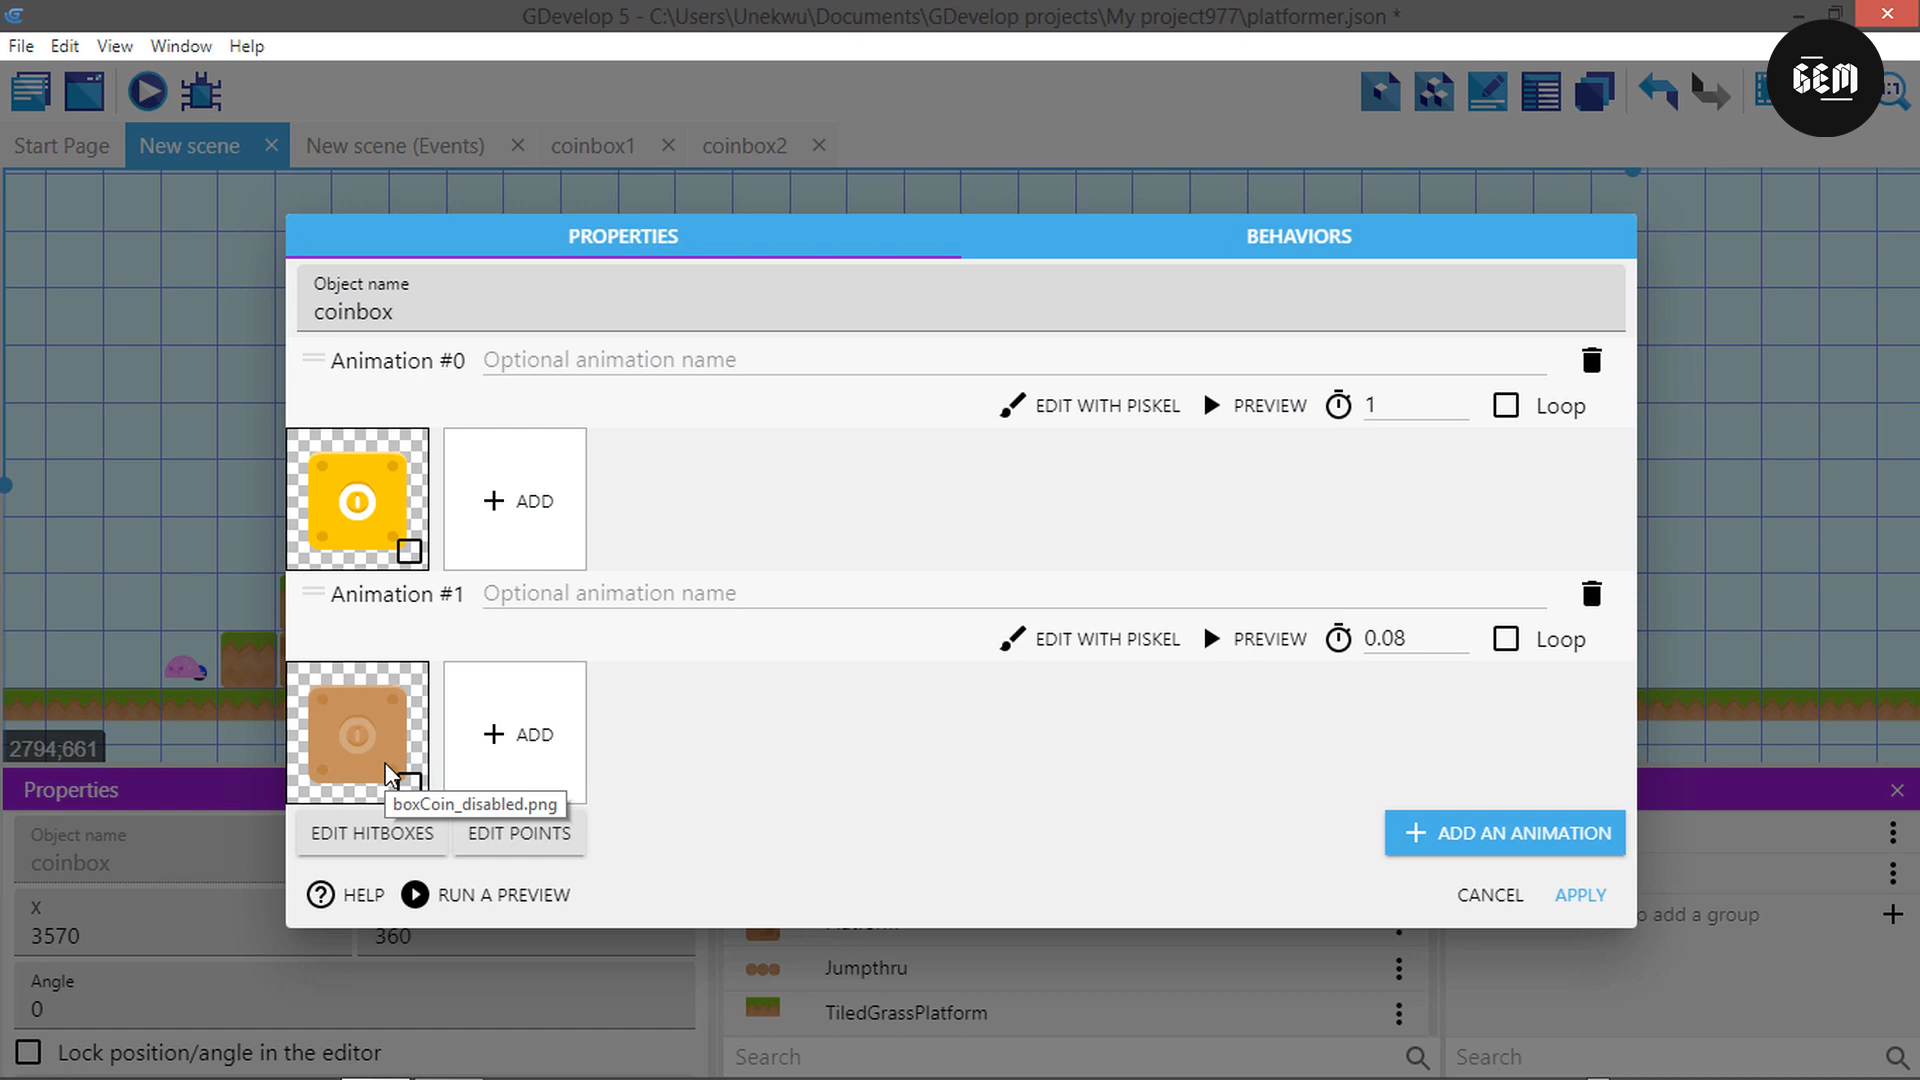 GDevelop 5 - C:\Users\Unekwu\Documents\GDevelop projects\My project977\platformer.json *
File Edit View Window Help
GEM
Start Page New scene New scene (Events) coinbox1 coinbox2
PROPERTIES BEHAVIORS
Object name
coinbox
Animation #0 Optional animation name
EDIT WITH PISKEL PREVIEW 1 Loop
ADD
Animation #1 Optional animation name
EDIT WITH PISKEL PREVIEW 0.08 Loop
ADD
boxCoin_disabled.png
EDIT HITBOXES EDIT POINTS ADD AN ANIMATION
HELP RUN A PREVIEW CANCEL APPLY
2794;661
Properties
Object name
coinbox
X
3570 360
Angle
0
Lock position/angle in the editor
Jumpthru
TiledGrassPlatform
Search
o add a group
Search